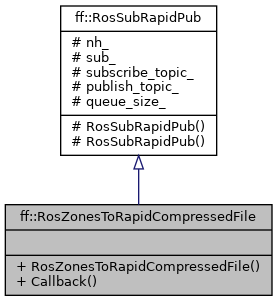 ff::RosSubRapidPub
# nh_
# sub_
# subscribe_topic_
# publish_topic_
# queue_size_
# RosSubRapidPub()
# RosSubRapidPub()
ff::RosZonesToRapidCompressedFile
+ RosZonesToRapidCompressedFile()
+ Callback()